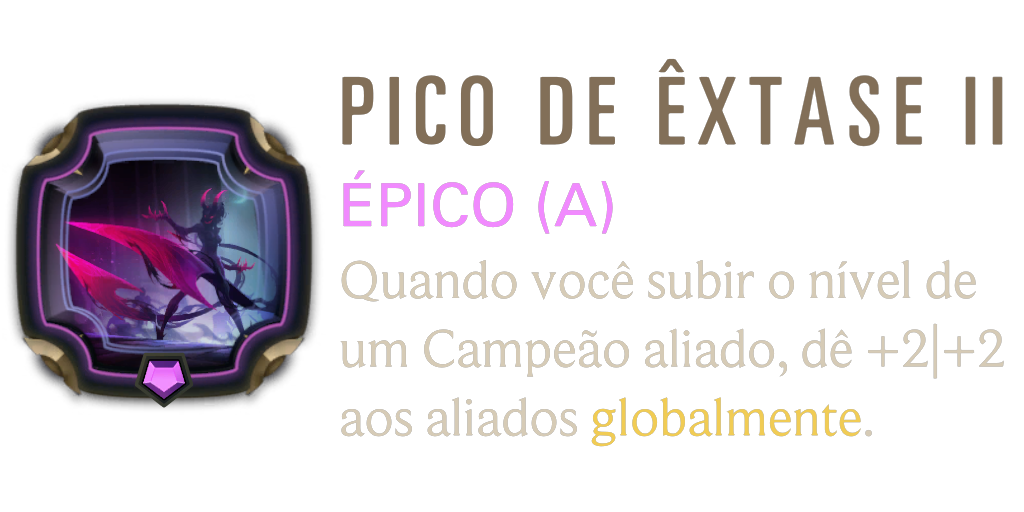 PICO DE ÊXTASE II
ÉPICO (A)
Quando você subir o nível de
um Campeão aliado, dê +2|+2
aos aliados globalmente.